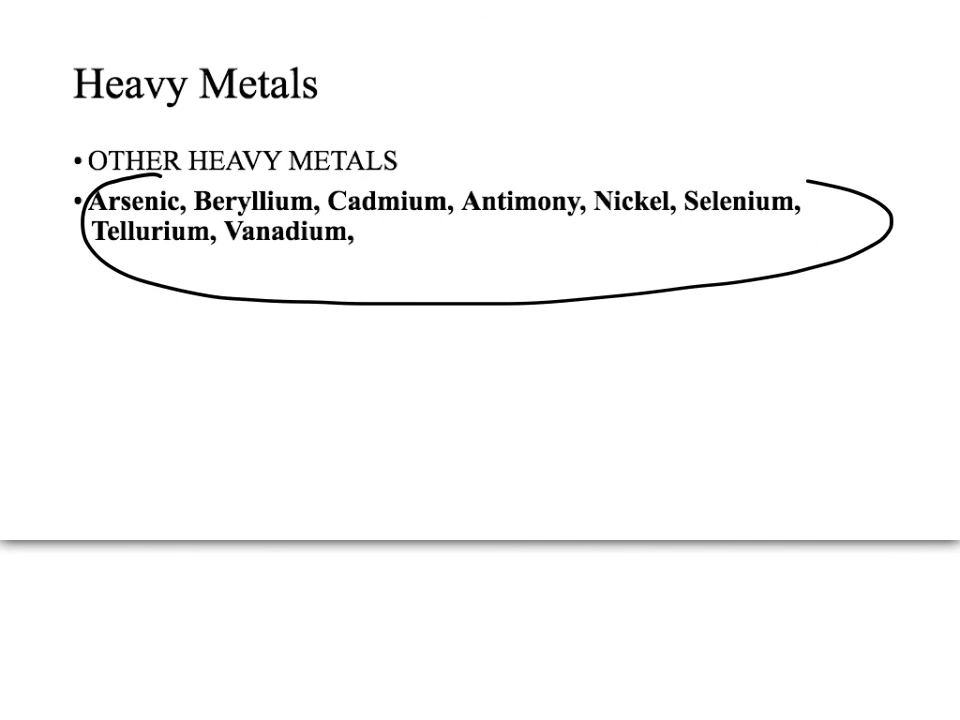 Heavy Metals
• OTHER HEAVY METALS
• Arsenic, Beryllium, Cadmium, Antimony, Nickel, Selenium,
Tellurium, Vanadium,